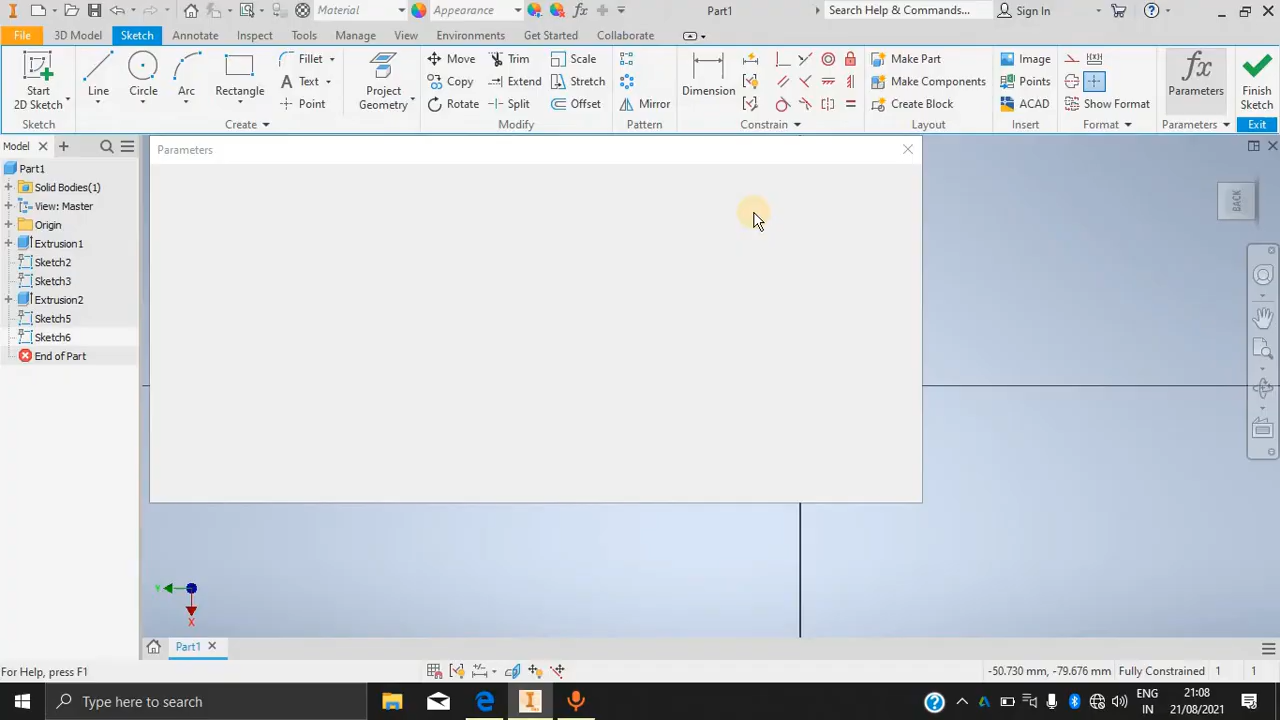 Material
Appearance
Part1
Search Help & Commands...
Sign In
File
3D Model
Sketch
Annotate
Inspect
Tools
Manage
View
Environments
Get Started
Collaborate
Start
2D Sketch
Line
Circle
Arc
Rectangle
Fillet
Text
Point
Project
Geometry
Move
Copy
Rotate
Trim
Extend
Split
Scale
Stretch
Offset
Mirror
Dimension
Make Part
Make Components
Create Block
Image
Points
ACAD
Show Format
Parameters
Finish
Sketch
Sketch
Create
Modify
Pattern
Constrain
Layout
Insert
Format
Parameters
Exit
Model
Part1
Solid Bodies(1)
View: Master
Origin
Extrusion1
Sketch2
Sketch3
Extrusion2
Sketch5
Sketch6
End of Part
Parameters
BACK
Y
X
Part1
For Help, press F1
-50.730 mm, -79.676 mm
Fully Constrained
1
1
Type here to search
ENG
IN
21:08
21/08/2021